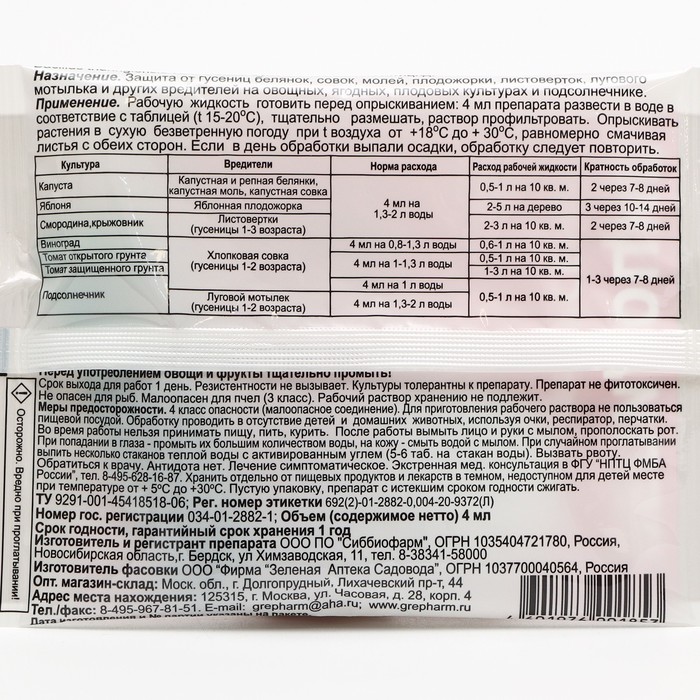 Назначение. Защита от гусениц белянок, совок, молей, плодожорки, листоверток, лугового
мотылька и других вредителей на овощных, ягодных, плодовых культурах и подсолнечнике.
Применение. Рабочую жидкость готовить перед опрыскиванием: 4 мл препарата развести в воде в
соответствие с таблицей (t 15-20°С), тщательно размешать, раствор профильтровать. Опрыскивать
растения в сухую безветренную погоду при t воздуха от +18°С до + 30°С, равномерно смачивая
листья с обеих сторон. Если в день обработки выпали осадки, обработку следует повторить.
Культура Вредители Норма расхода Расход рабочей жидкости Кратность обработок
Капуста Капустная и репная белянки, капустная моль, капустная совка 4 мл на 1,3-2 л воды 0,5-1 л на 10 кв. м. 2 через 7-8 дней
Яблоня Яблонная плодожорка 2-5 л на дерево 3 через 10-14 дней
Смородина,крыжовник Листовертки (гусеницы 1-3 возраста) 2-3 л на 10 кв. м. 2 через 7-8 дней
Виноград Хлопковая совка (гусеницы 1-2 возраста) 4 мл на 0,8-1,3 л воды 0,6-1 л на 10 кв. м. 1-3 через 7-8 дней
Томат открытого грунта 4 мл на 1-1,3 л воды 0,5-1 л на 10 кв. м.
Томат защищенного грунта 1-3 л на 10 кв. м.
4 мл на 1 л воды
Подсолнечник Луговой мотылек (гусеницы 1-2 возраста) 4 мл на 1,3-2 л воды 0,5-1 л на 10 кв. м.
Перед употреблением овощи и фрукты тщательно промыть!
Срок выхода для работ 1 день. Резистентности не вызывает. Культуры толерантны к препарату. Препарат не фитотоксичен.
Не опасен для рыб. Малоопасен для пчел (3 класс). Рабочий раствор хранению не подлежит.
Меры предосторожности. 4 класс опасности (малоопасное соединение). Для приготовления рабочего раствора не пользоваться
пищевой посудой. Обработку проводить в отсутствие детей и домашних животных, используя очки, респиратор, перчатки.
Во время работы нельзя принимать пищу, пить, курить. После работы вымыть лицо и руки с мылом, прополоскать рот.
При попадании в глаза - промыть их большим количеством воды, на кожу - смыть водой с мылом. При случайном проглатывании
выпить несколько стаканов теплой воды с активированным углем (5-6 таб. на стакан воды). Вызвать рвоту.
Обратиться к врачу. Антидота нет. Лечение симптоматическое. Экстренная мед. консультация в ФГУ "НПТЦ ФМБА
России", тел. 8-495-628-16-87. Хранить отдельно от пищевых продуктов и лекарств в темном, недоступном для детей месте
при температуре от + 5°С до +30°С. Пустую упаковку, препарат с истекшим сроком годности сжигать.
ТУ 9291-001-45418518-06; Рег. номер этикетки 692(2)-01-2882-0,004-20-9372(Л)
Номер гос. регистрации 034-01-2882-1; Объем (содержимое нетто) 4 мл
Срок годности, гарантийный срок хранения 1 год
Изготовитель и регистрант препарата ООО ПО "Сиббиофарм", ОГРН 1035404721780, Россия,
Новосибирская область,г. Бердск, ул Химзаводская, 11, тел. 8-38341-58000
Изготовитель фасовки ООО "Фирма "Зеленая Аптека Садовода", ОГРН 1037700040564, Россия
Опт. магазин-склад: Моск. обл., г. Долгопрудный, Лихачевский пр-т, 44
Адрес места нахождения: 125315, г. Москва, ул. Часовая, д. 28, корп. 4
Тел./факс: 8-495-967-81-51. E-mail: grepharm@aha.ru, www.grepharm.ru
Дата изготовления и № партии указаны на пакете
Осторожно. Вредно при проглатывании!